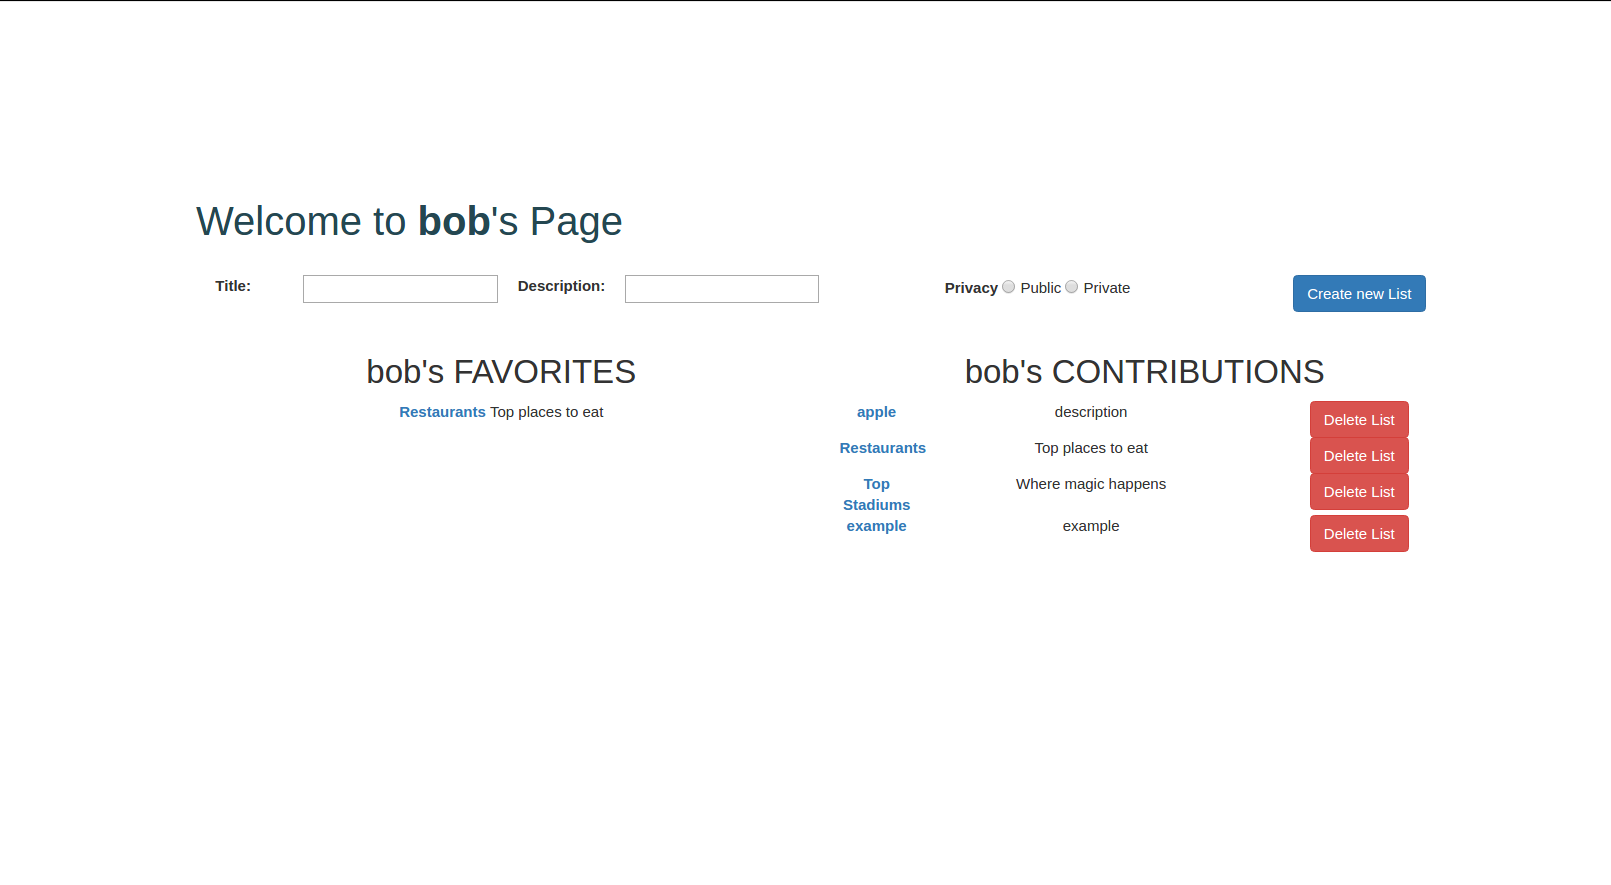 Welcome to bob's Page
Title: Description: Privacy Public Private Create new List
bob's FAVORITES
Restaurants Top places to eat
bob's CONTRIBUTIONS
apple description Delete List
Restaurants Top places to eat Delete List
Top Where magic happens Delete List
Stadiums
example example Delete List